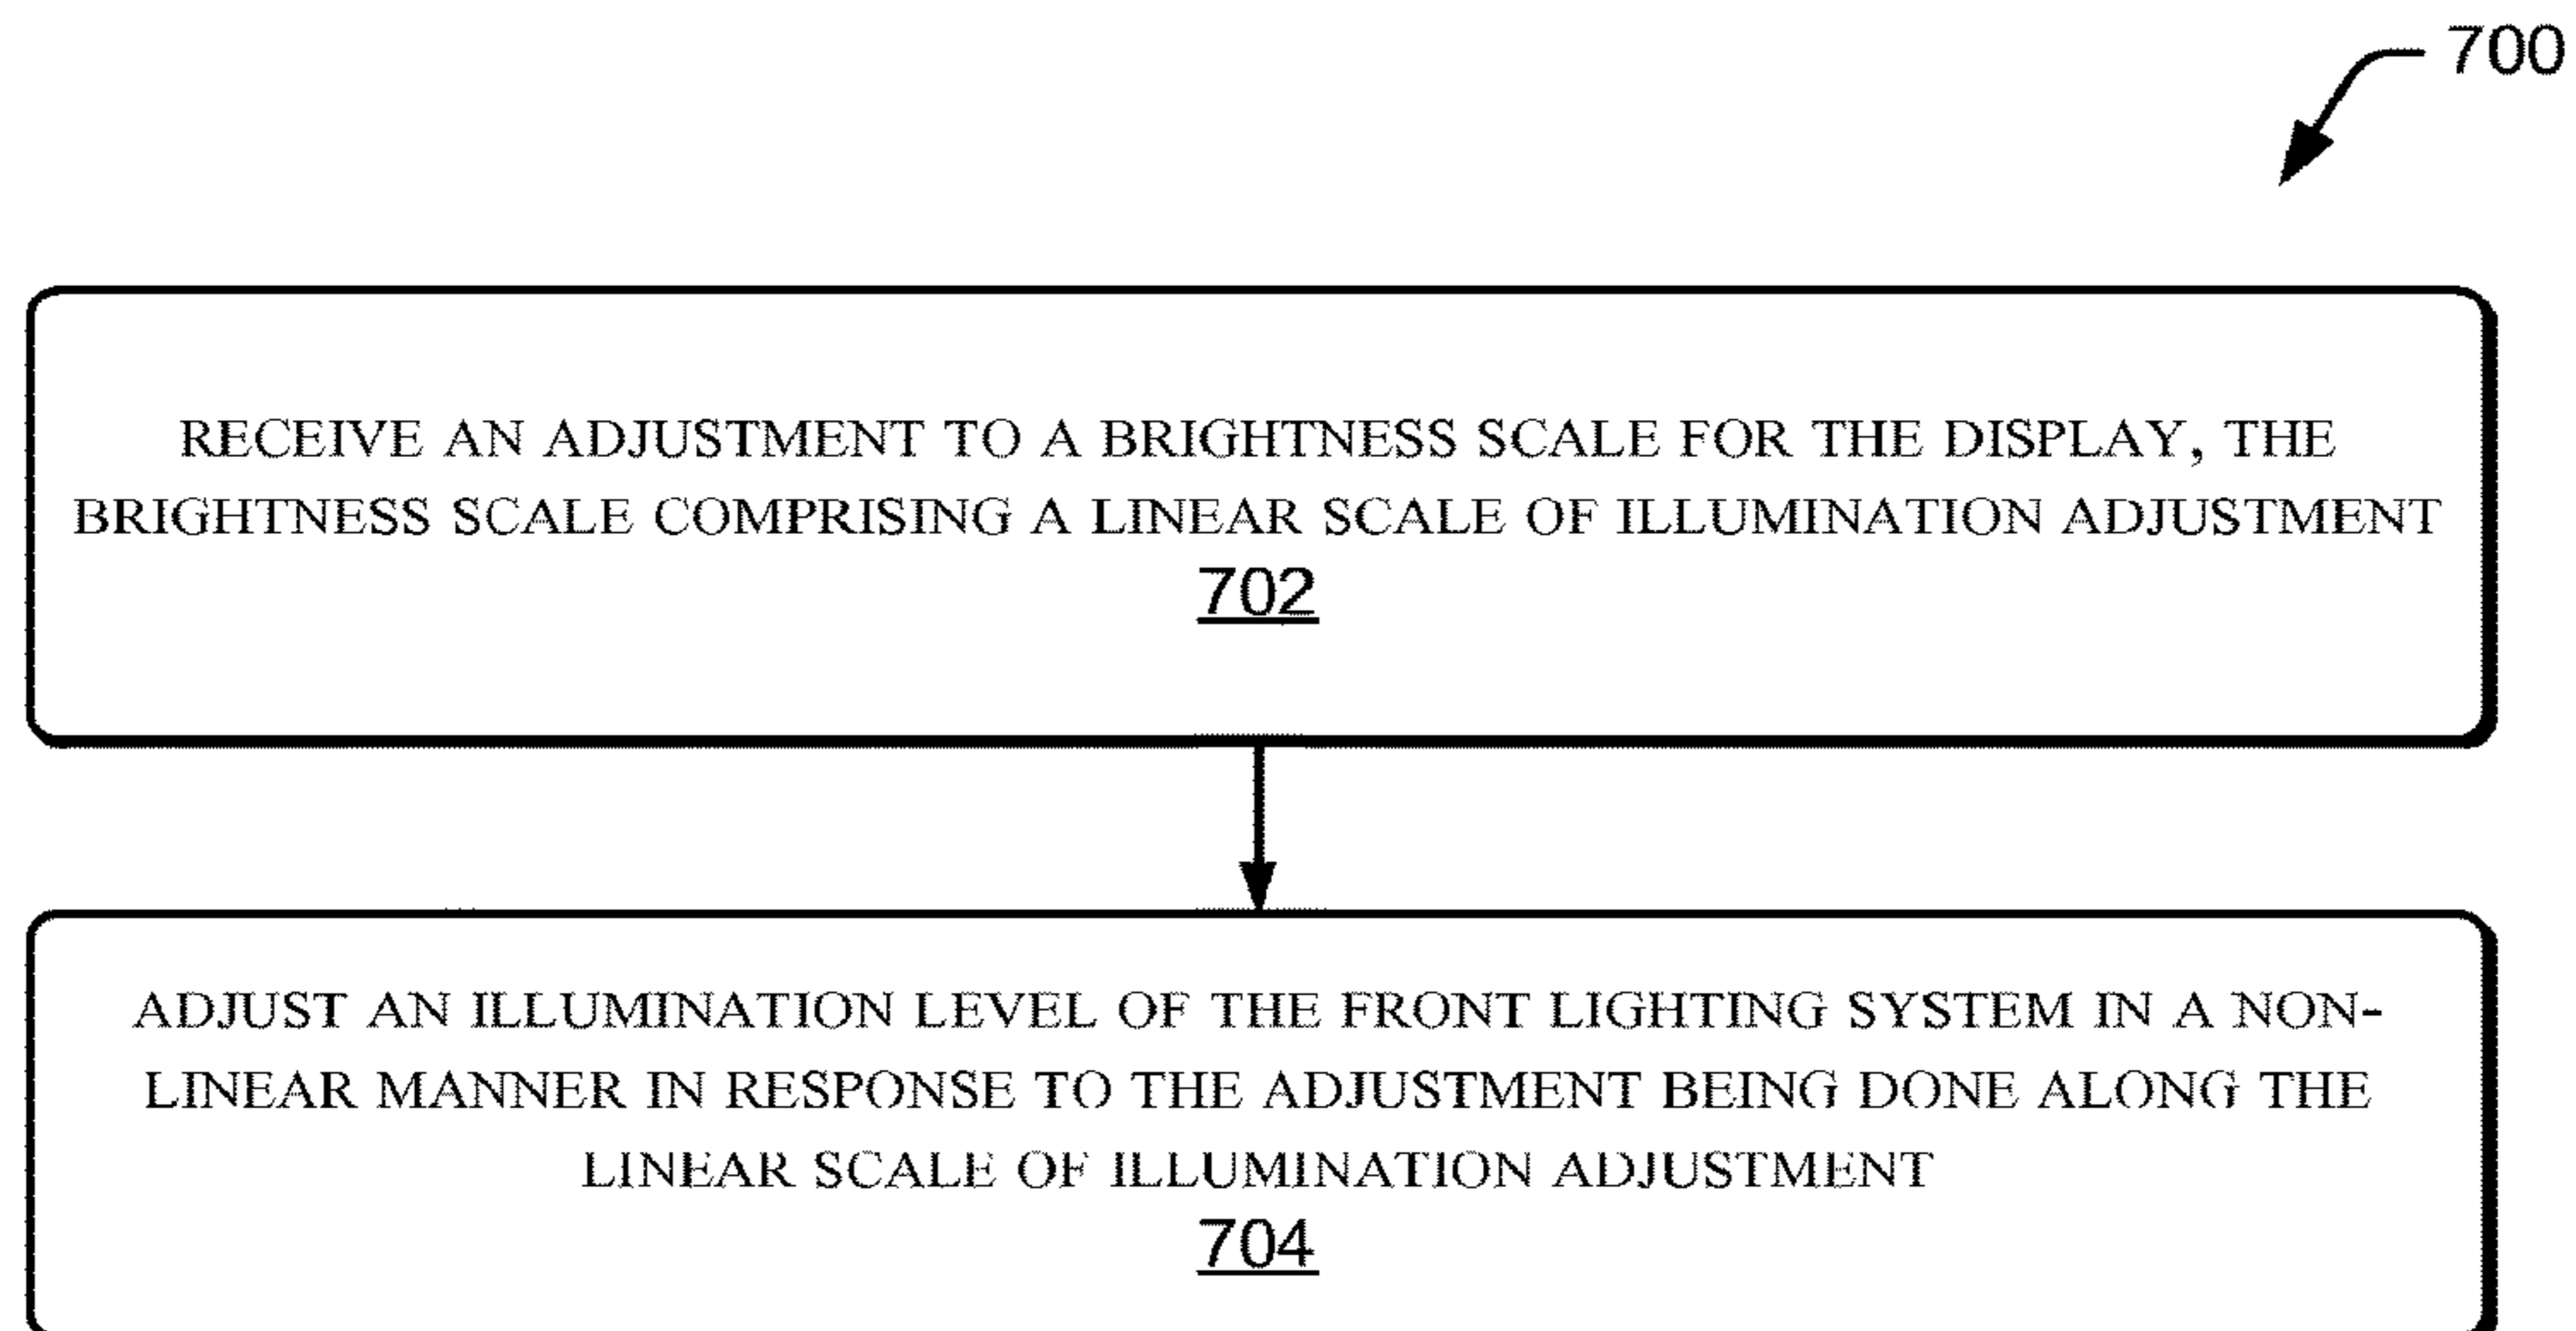 700
RECEIVE AN ADJUSTMENT TO A BRIGHTNESS SCALE FOR THE DISPLAY, THE
BRIGHTNESS SCALE COMPRISING A LINEAR SCALE OF ILLUMINATION ADJUSTMENT
702
ADJUST AN ILLUMINATION LEVEL OF THE FRONT LIGHTING SYSTEM IN A NON-
LINEAR MANNER IN RESPONSE TO THE ADJUSTMENT BEING DONE ALONG THE
LINEAR SCALE OF ILLUMINATION ADJUSTMENT
704